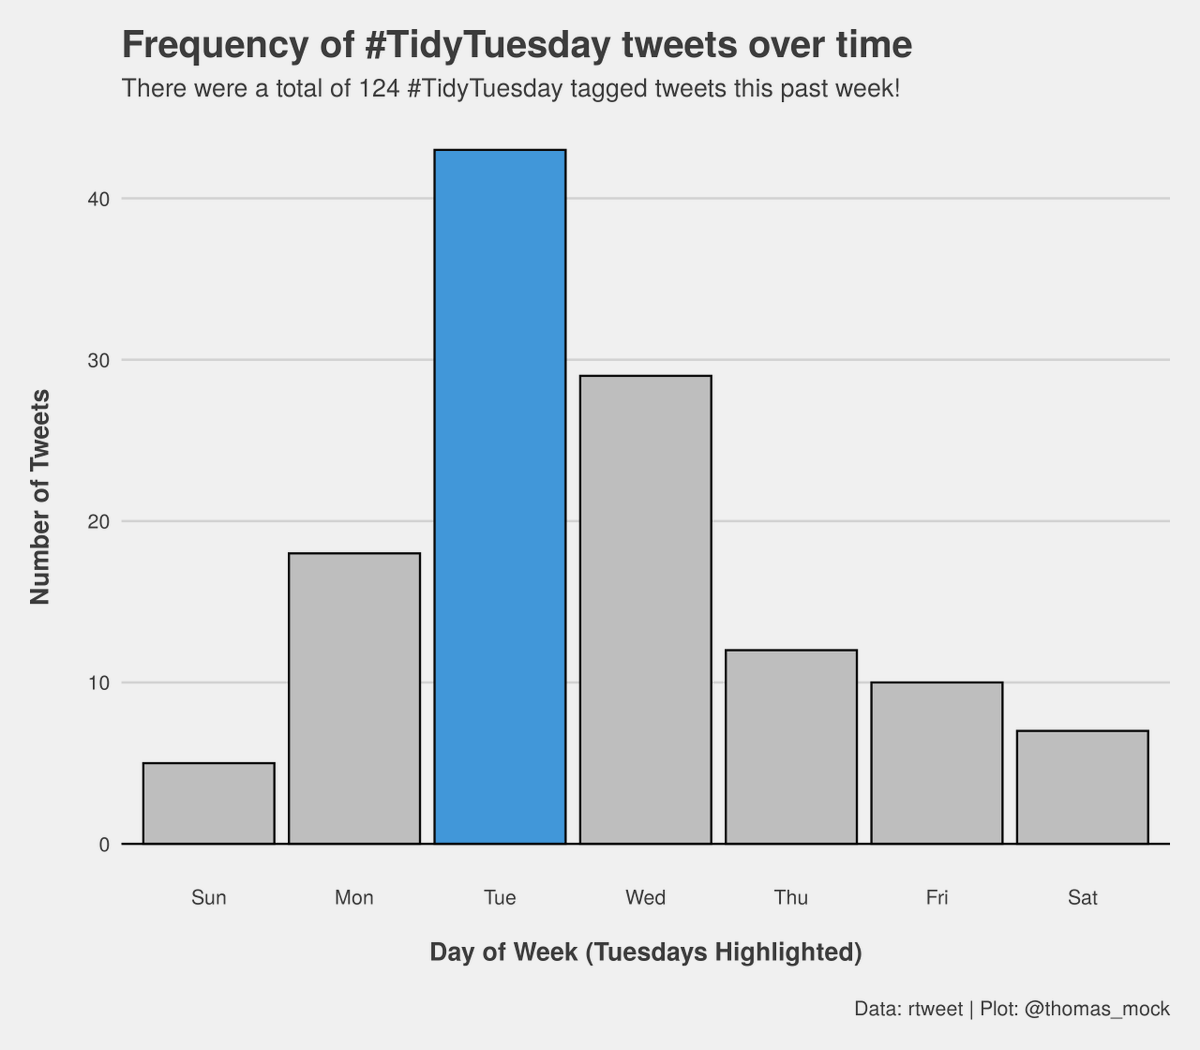 Frequency of #TidyTuesday tweets over time
There were a total of 124 #TidyTuesday tagged tweets this past week!
Number of Tweets
40
30
20
10
0
Sun Mon Tue Wed Thu Fri Sat
Day of Week (Tuesdays Highlighted)
Data: rtweet | Plot: @thomas_mock